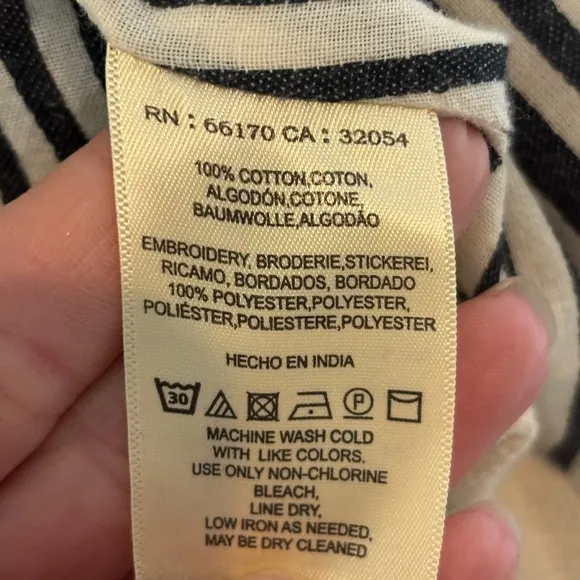 RN : 66170 CA : 32054
100% COTTON,COTON,
ALGODÓN,COTONE,
BAUMWOLLE,ALGODÃO
EMBROIDERY, BRODERIE,STICKEREI,
RICAMO, BORDADOS, BORDADO
100% POLYESTER,POLYESTER,
POLIÉSTER,POLIESTERE,POLYESTER
HECHO EN INDIA
30 P
MACHINE WASH COLD
WITH LIKE COLORS,
USE ONLY NON-CHLORINE
BLEACH,
LINE DRY,
LOW IRON AS NEEDED,
MAY BE DRY CLEANED